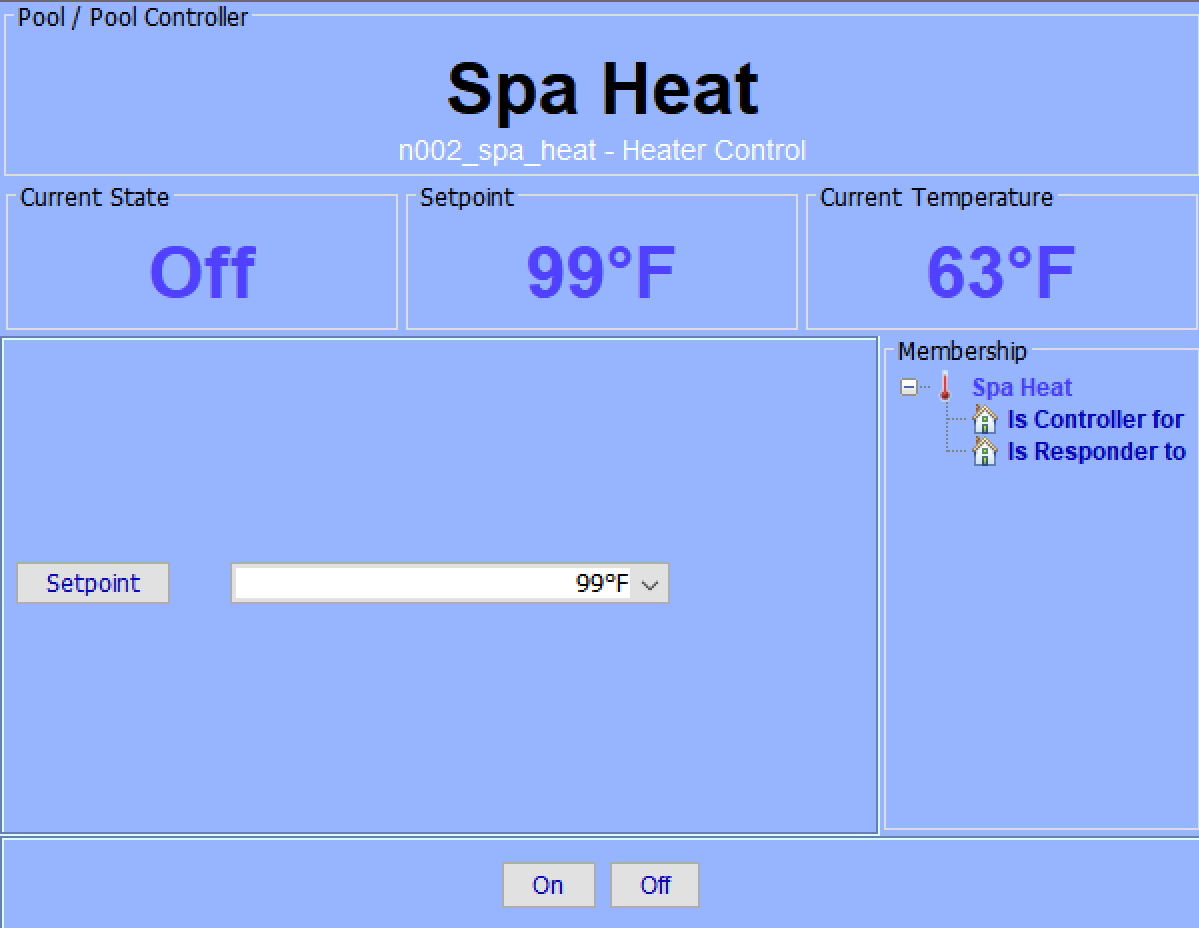 Pool / Pool Controller
Spa Heat
n002_spa_heat - Heater Control
Current State
Off
Setpoint
99°F
Current Temperature
63°F
Membership
Spa Heat
Is Controller for
Is Responder to
Setpoint
99°F
On
Off